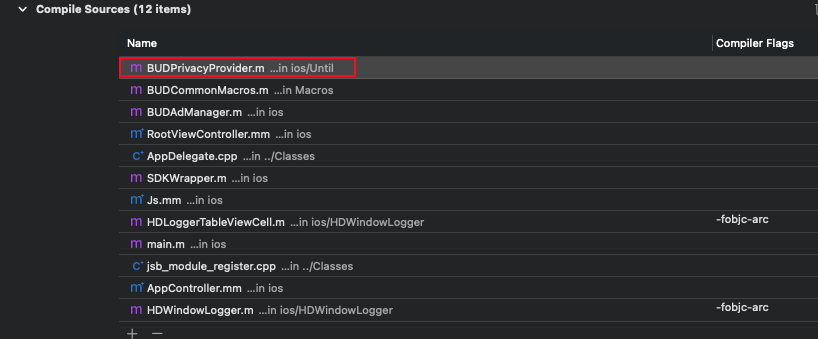 Compile Sources (12 items)
Name Compiler Flags
m BUDPrivacyProvider.m ...in ios/Until
m BUDCommonMacros.m ...in Macros
m BUDAdManager.m ...in ios
m RootViewController.mm ...in ios
C AppDelegate.cpp ...in ../Classes
m SDKWrapper.m ...in ios
m Js.mm ...in ios
m HDLoggerTableViewCell.m ...in ios/HDWindowLogger -fobjc-arc
m main.m ...in ios
C jsb_module_register.cpp ...in ../Classes
m AppController.mm ...in ios
m HDWindowLogger.m ...in ios/HDWindowLogger -fobjc-arc